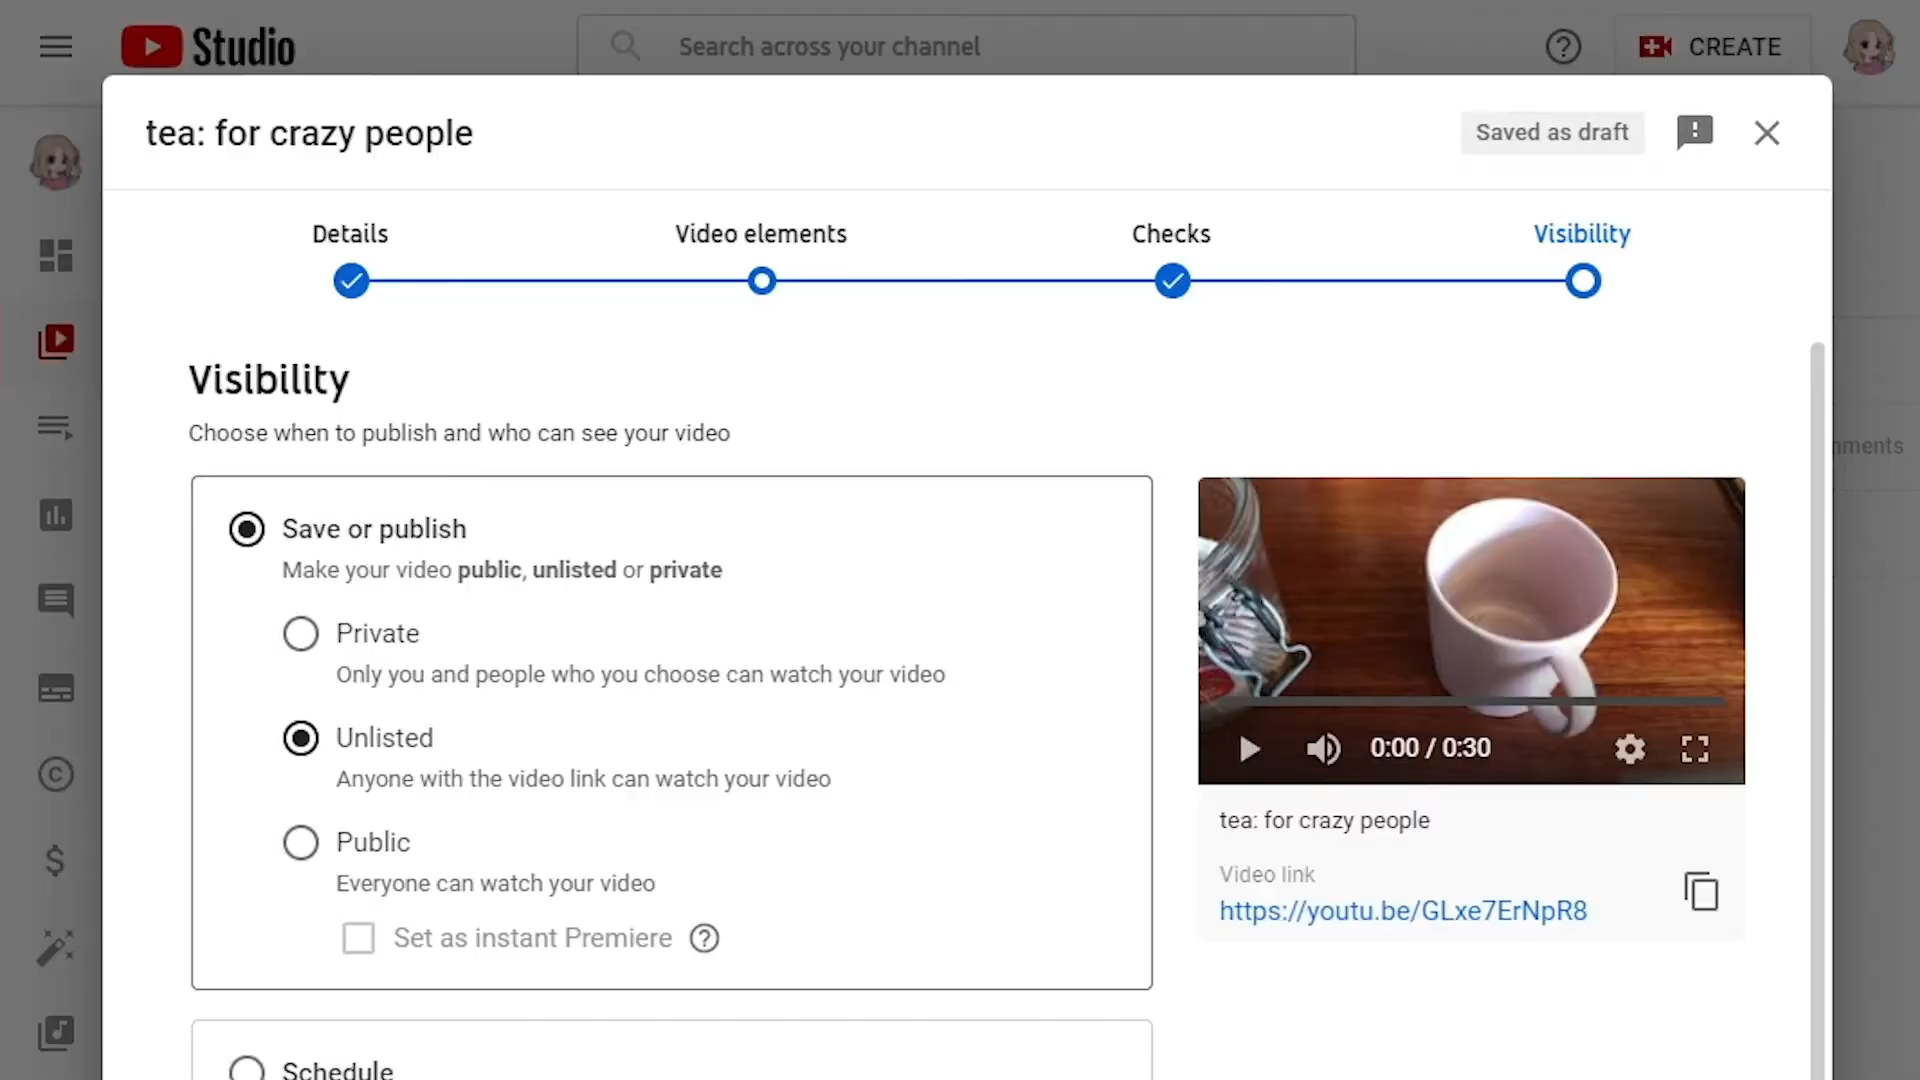 Studio
Search across your channel
CREATE
tea: for crazy people
Saved as draft
Details
Video elements
Checks
Visibility
Visibility
Choose when to publish and who can see your video
Save or publish
Make your video public, unlisted or private
Private
Only you and people who you choose can watch your video
Unlisted
Anyone with the video link can watch your video
Public
Everyone can watch your video
Set as instant Premiere
Schedule
0:00 / 0:30
tea: for crazy people
Video link
https://youtu.be/GLxe7ErNpR8